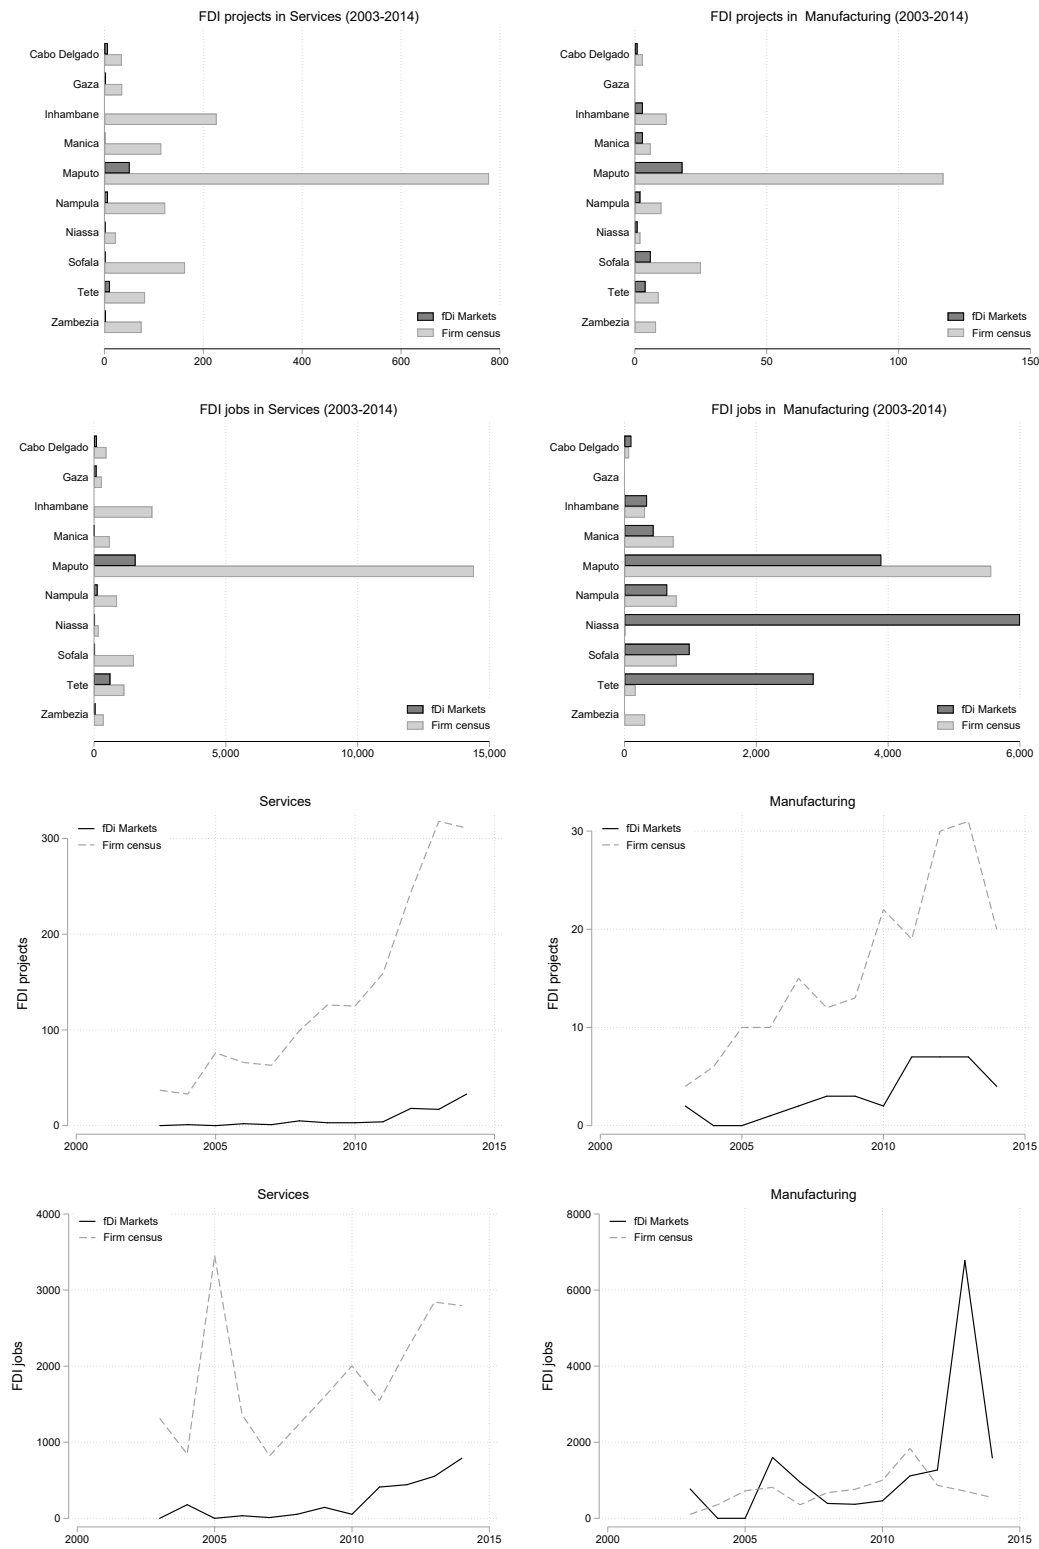 FDI projects in Services (2003-2014)
Cabo Delgado
Gaza
Inhambane
Manica
Maputo
Nampula
Niassa
Sofala
Tete
Zambezia
fDi Markets
Firm census
0 200 400 600 800
FDI projects in Manufacturing (2003-2014)
Cabo Delgado
Gaza
Inhambane
Manica
Maputo
Nampula
Niassa
Sofala
Tete
Zambezia
fDi Markets
Firm census
0 50 100 150
FDI jobs in Services (2003-2014)
Cabo Delgado
Gaza
Inhambane
Manica
Maputo
Nampula
Niassa
Sofala
Tete
Zambezia
fDi Markets
Firm census
0 5,000 10,000 15,000
FDI jobs in Manufacturing (2003-2014)
Cabo Delgado
Gaza
Inhambane
Manica
Maputo
Nampula
Niassa
Sofala
Tete
Zambezia
fDi Markets
Firm census
0 2,000 4,000 6,000
Services
fDi Markets
Firm census
FDI projects
300
200
100
0
2000 2005 2010 2015
Manufacturing
fDi Markets
Firm census
FDI projects
30
20
10
0
2000 2005 2010 2015
Services
fDi Markets
Firm census
FDI jobs
4000
3000
2000
1000
0
2000 2005 2010 2015
Manufacturing
fDi Markets
Firm census
FDI jobs
8000
6000
4000
2000
0
2000 2005 2010 2015